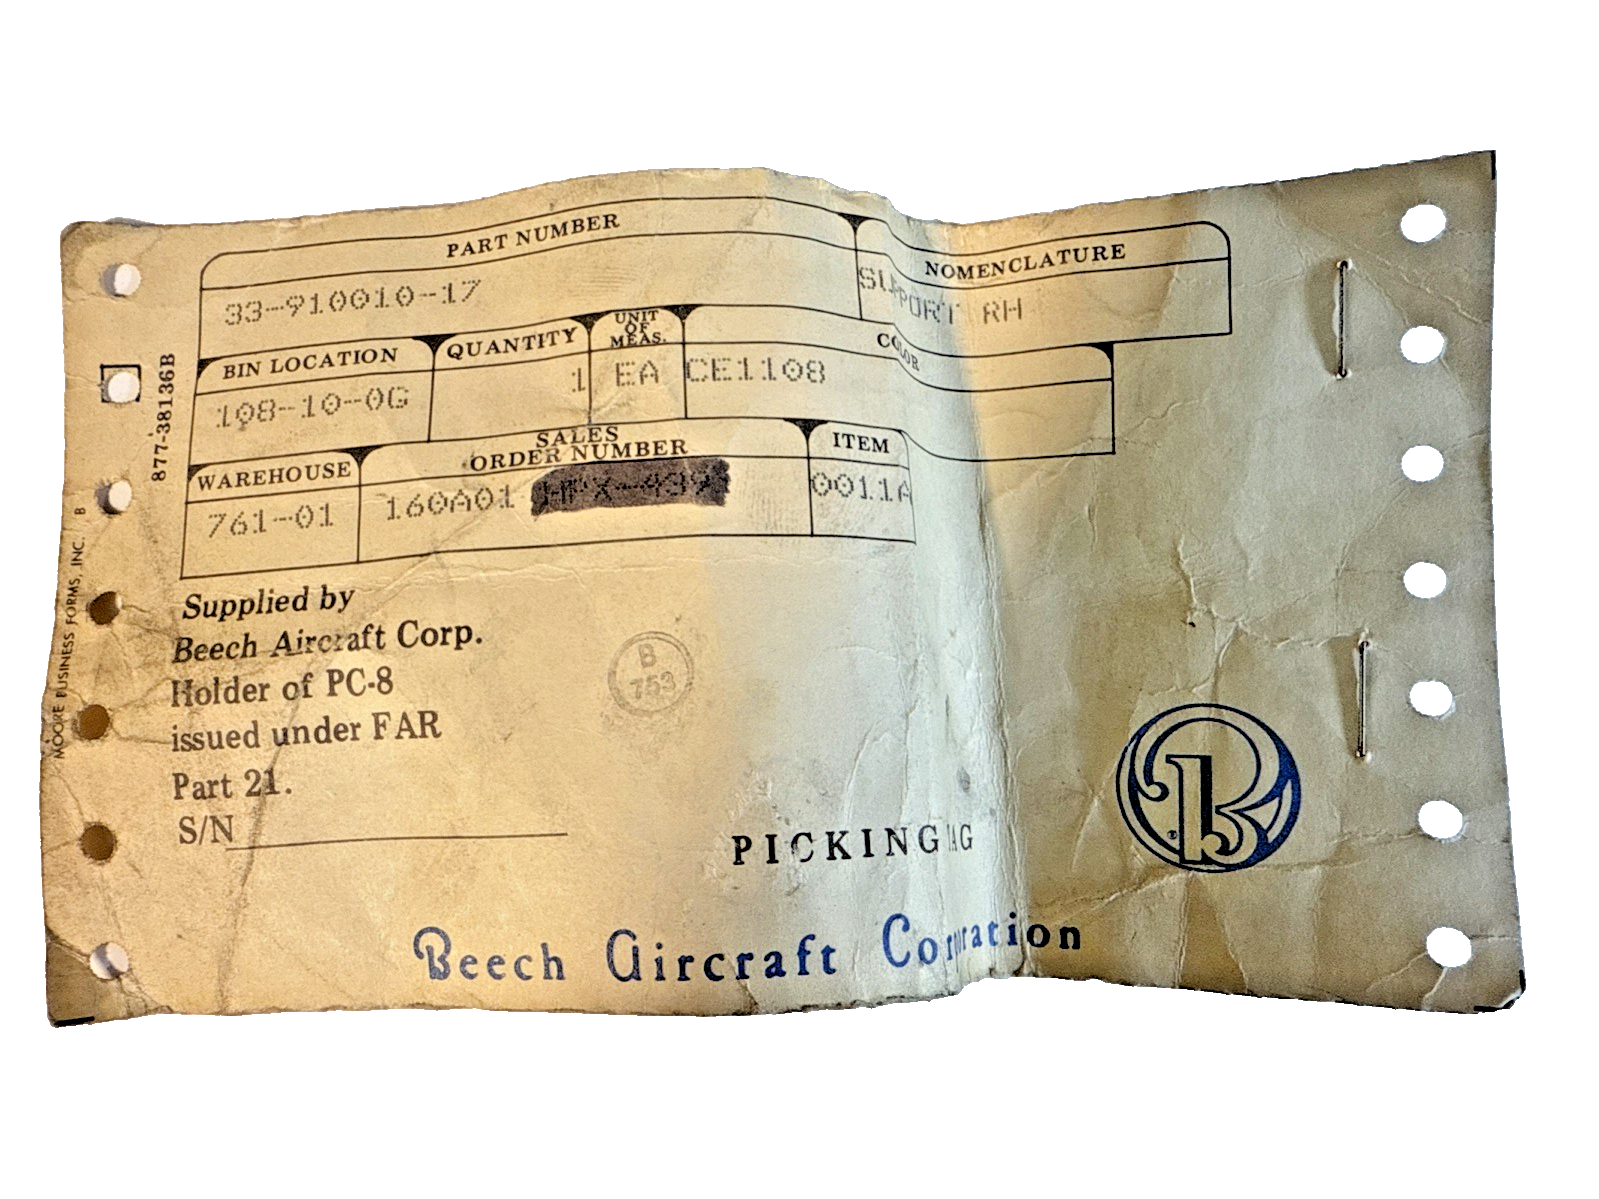 PART NUMBER
NOMENCLATURE
33-910010-17
SUPPORT RH
BIN LOCATION
QUANTITY
UNIT OF MEAS.
COLOR
108-10-0G
1
EA
CE1108
WAREHOUSE
SALES
ORDER NUMBER
ITEM
761-01
160A01
0011A
877-38136B
MOORE BUSINESS FORMS, INC. B
Supplied by
Beech Aircraft Corp.
Holder of PC-8
issued under FAR
Part 21.
S/N
B
753
PICKING TAG
B
®
Beech Aircraft Corporation